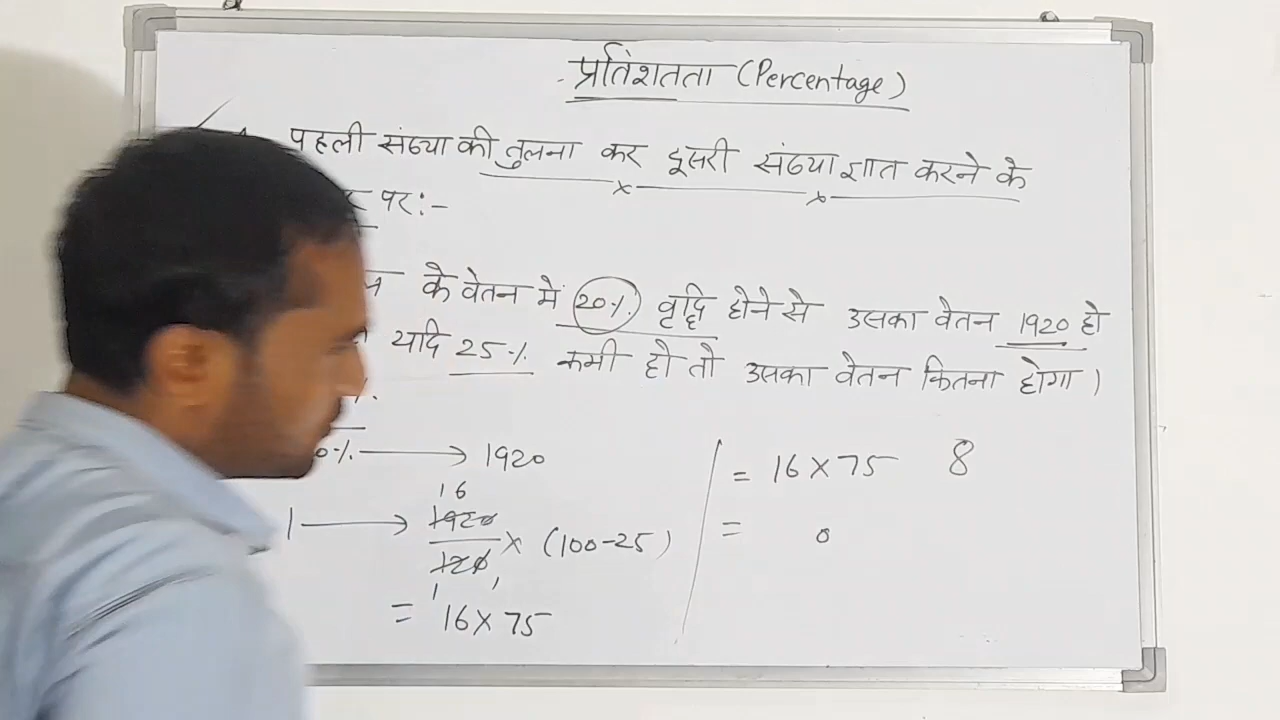 प्रतिशतता (Percentage)
पहली संख्या की तुलना कर दूसरी संख्या ज्ञात करने के
पर:-
के वेतन में 20% वृद्धि होने से उसका वेतन 1920 हो
यदि 25% कमी हो तो उसका वेतन कितना होगा।
0% → 1920
1 → 1920/120 × (100-25)
16
1
= 16×75
= 16×75 8
= 0